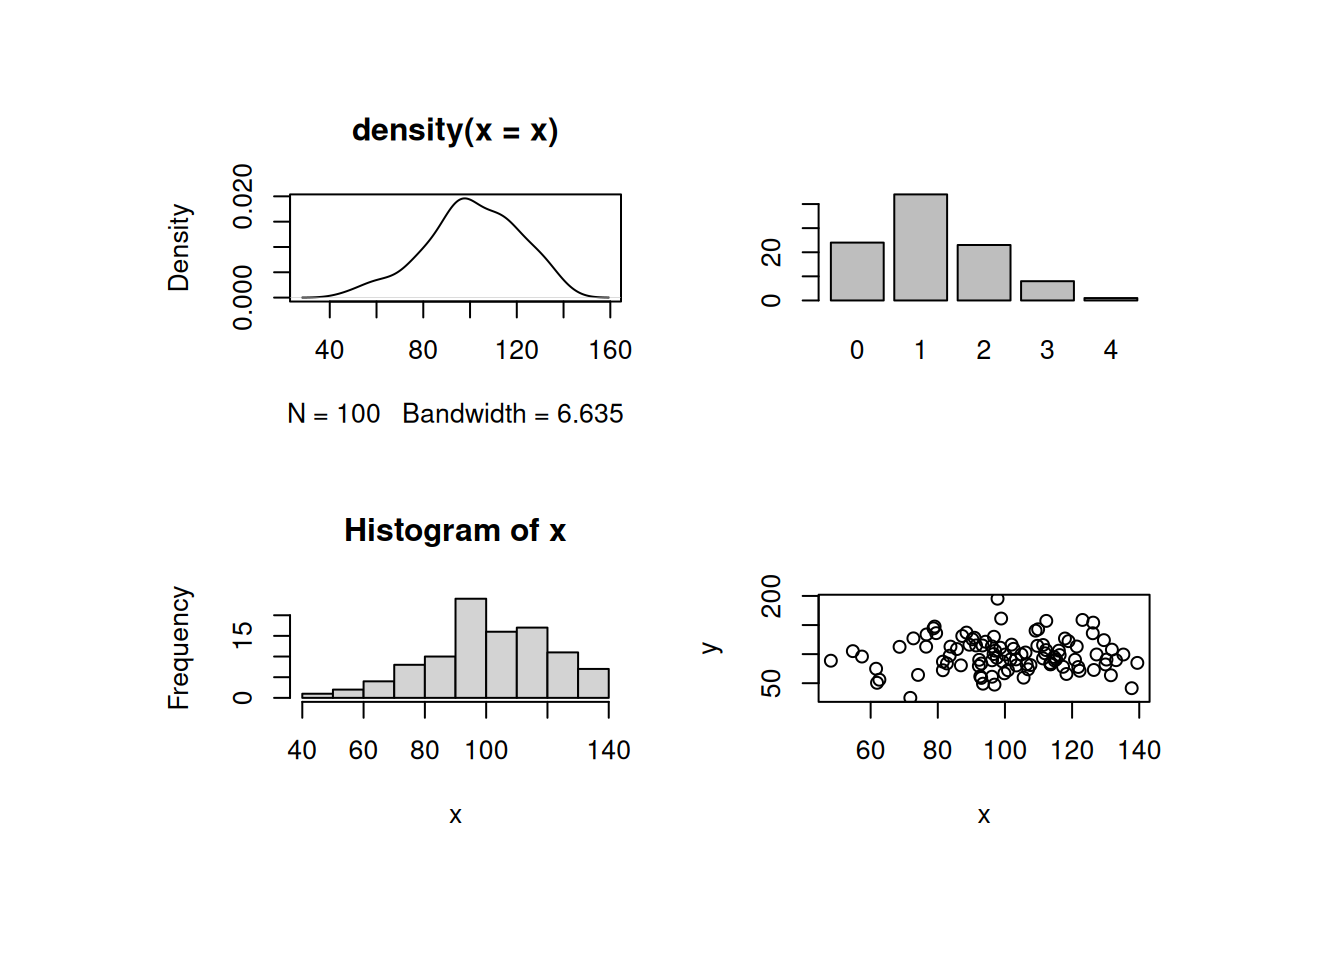 density(x = x)
Density
0.020
0.000
40 80 120 160
N = 100 Bandwidth = 6.635
20
0
0 1 2 3 4
Histogram of x
Frequency
15
0
40 60 80 100 140
x
y
200
50
60 80 100 120 140
x